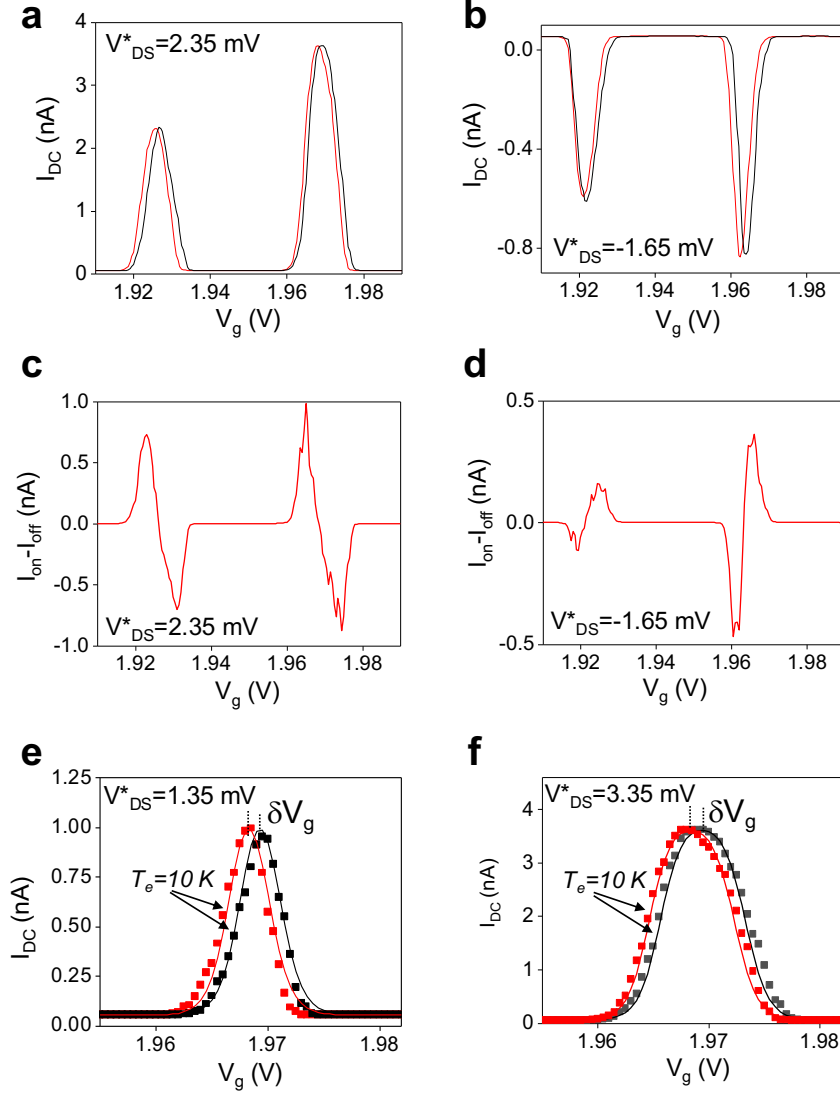 a
V*DS=2.35 mV
IDC (nA)
4
3
2
1
0
1.92
1.94
1.96
1.98
Vg (V)
b
IDC (nA)
0.0
-0.4
-0.8
V*DS=-1.65 mV
1.92
1.94
1.96
1.98
Vg (V)
c
Ion-Ioff (nA)
1.0
0.5
0.0
-0.5
-1.0
V*DS=2.35 mV
1.92
1.94
1.96
1.98
Vg (V)
d
Ion-Ioff (nA)
0.5
0.0
-0.5
V*DS=-1.65 mV
1.92
1.94
1.96
1.98
Vg (V)
e
V*DS=1.35 mV
δVg
Te=10 K
IDC (nA)
1.25
1.00
0.75
0.50
0.25
0.00
1.96
1.97
1.98
Vg (V)
f
V*DS=3.35 mV
δVg
Te=10 K
IDC (nA)
4
3
2
1
0
1.96
1.97
1.98
Vg (V)